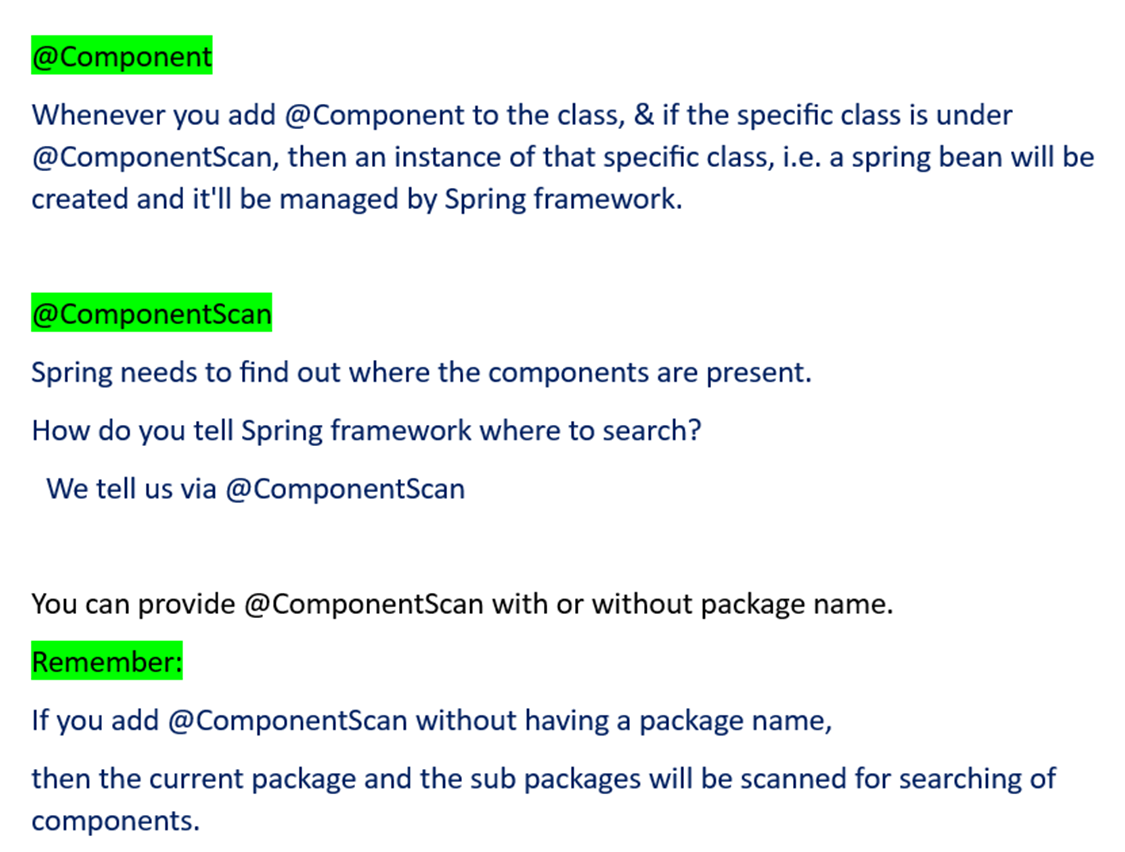 @Component
Whenever you add @Component to the class, & if the specific class is under
@ComponentScan, then an instance of that specific class, i.e. a spring bean will be
created and it'll be managed by Spring framework.
@ComponentScan
Spring needs to find out where the components are present.
How do you tell Spring framework where to search?
We tell us via @ComponentScan
You can provide @ComponentScan with or without package name.
Remember:
If you add @ComponentScan without having a package name,
then the current package and the sub packages will be scanned for searching of
components.